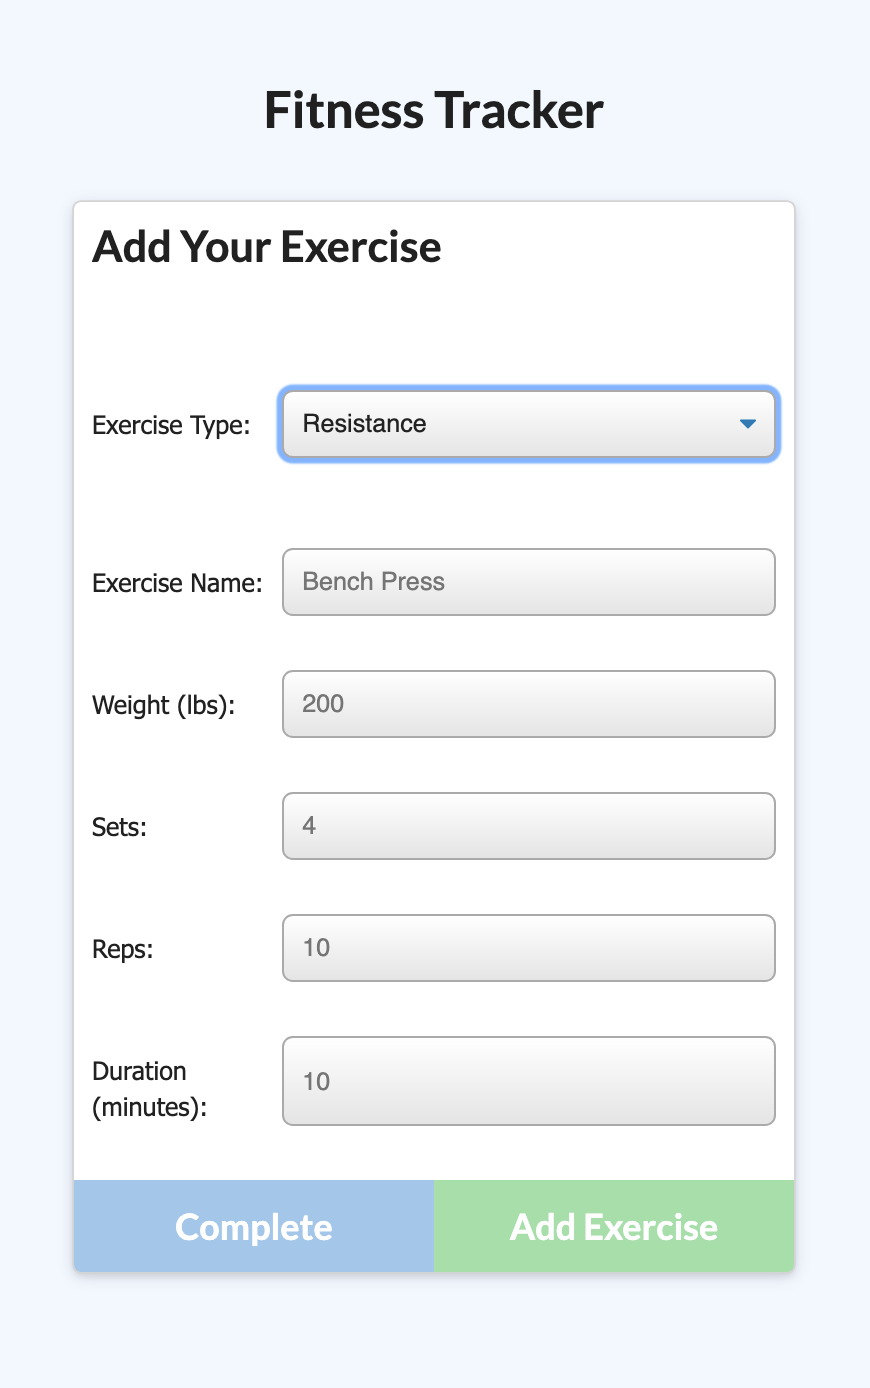 Fitness Tracker
Add Your Exercise
Exercise Type: Resistance
Exercise Name: Bench Press
Weight (lbs): 200
Sets: 4
Reps: 10
Duration
(minutes): 10
Complete Add Exercise